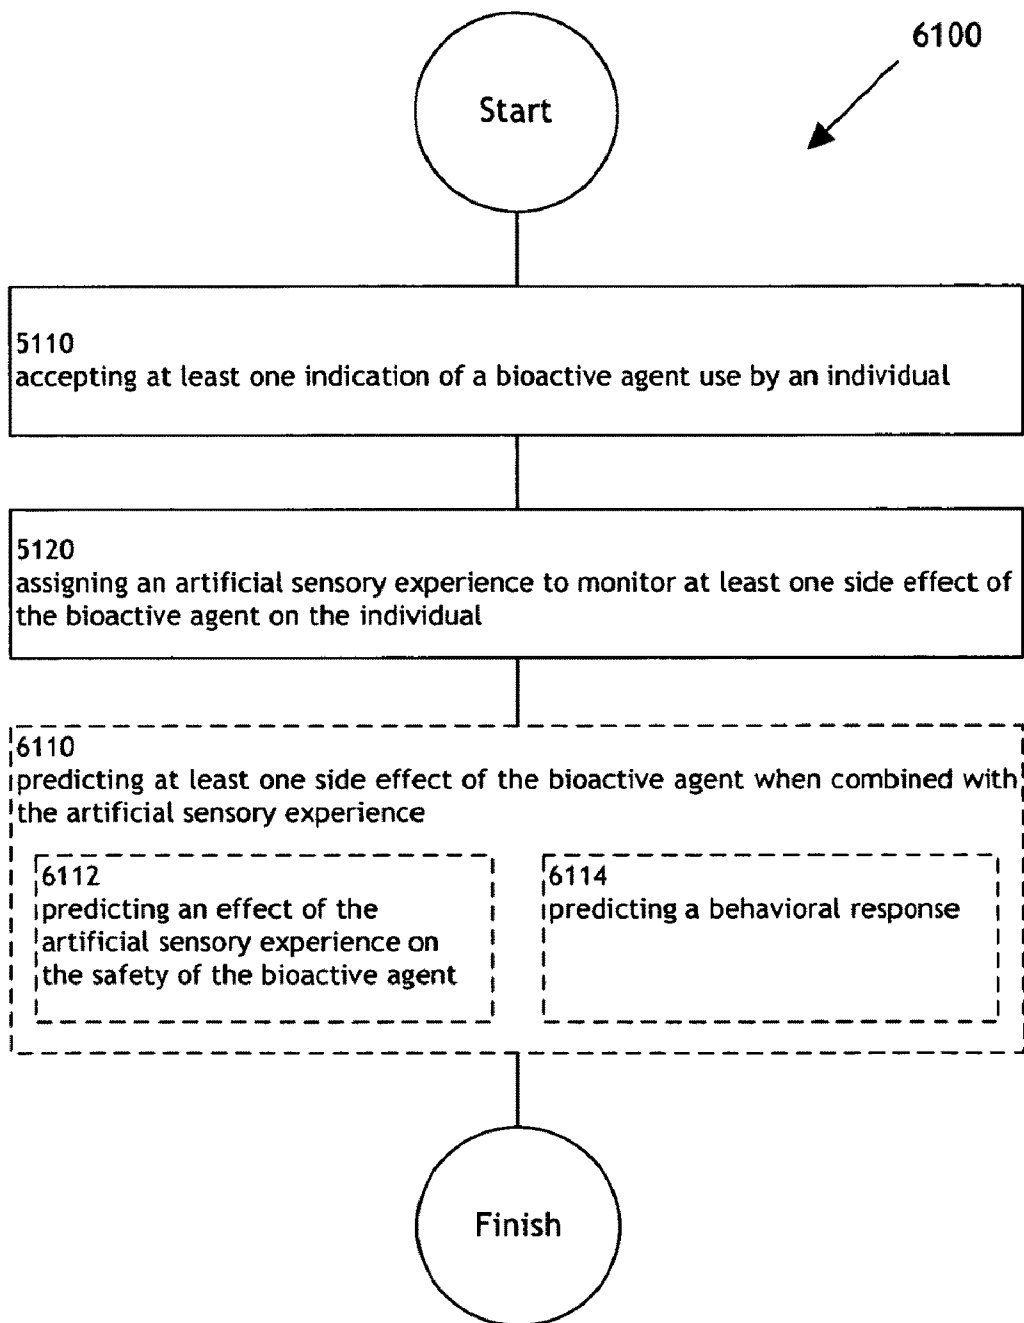 6100
Start
5110
accepting at least one indication of a bioactive agent use by an individual
5120
assigning an artificial sensory experience to monitor at least one side effect of
the bioactive agent on the individual
6110
predicting at least one side effect of the bioactive agent when combined with
the artificial sensory experience
6112
predicting an effect of the
artificial sensory experience on
the safety of the bioactive agent
6114
predicting a behavioral response
Finish